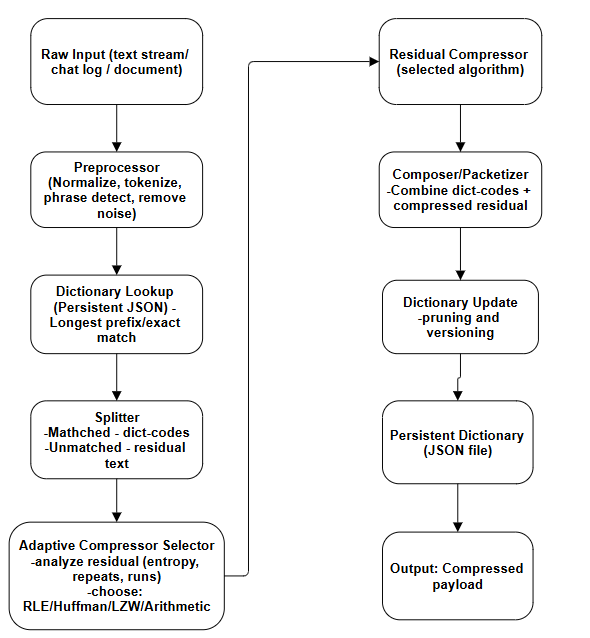 Raw Input (text stream/
chat log / document)
Preprocessor
(Normalize, tokenize,
phrase detect, remove
noise)
Dictionary Lookup
(Persistent JSON) -
Longest prefix/exact
match
Splitter
-Mathched - dict-codes
-Unmatched - residual
text
Adaptive Compressor Selector
-analyze residual (entropy,
repeats, runs)
-choose:
RLE/Huffman/LZW/Arithmetic
Residual Compressor
(selected algorithm)
Composer/Packetizer
-Combine dict-codes +
compressed residual
Dictionary Update
-pruning and
versioning
Persistent Dictionary
(JSON file)
Output: Compressed
payload